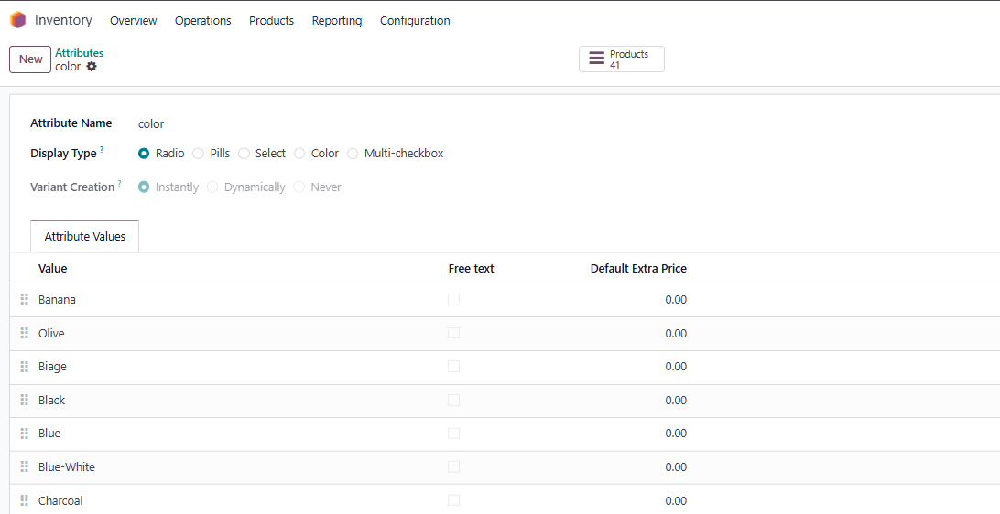 Inventory Overview Operations Products Reporting Configuration
New Attributes
color
Products
41
Attribute Name color
Display Type ? Radio Pills Select Color Multi-checkbox
Variant Creation ? Instantly Dynamically Never
Attribute Values
Value Free text Default Extra Price
Banana 0.00
Olive 0.00
Biage 0.00
Black 0.00
Blue 0.00
Blue-White 0.00
Charcoal 0.00